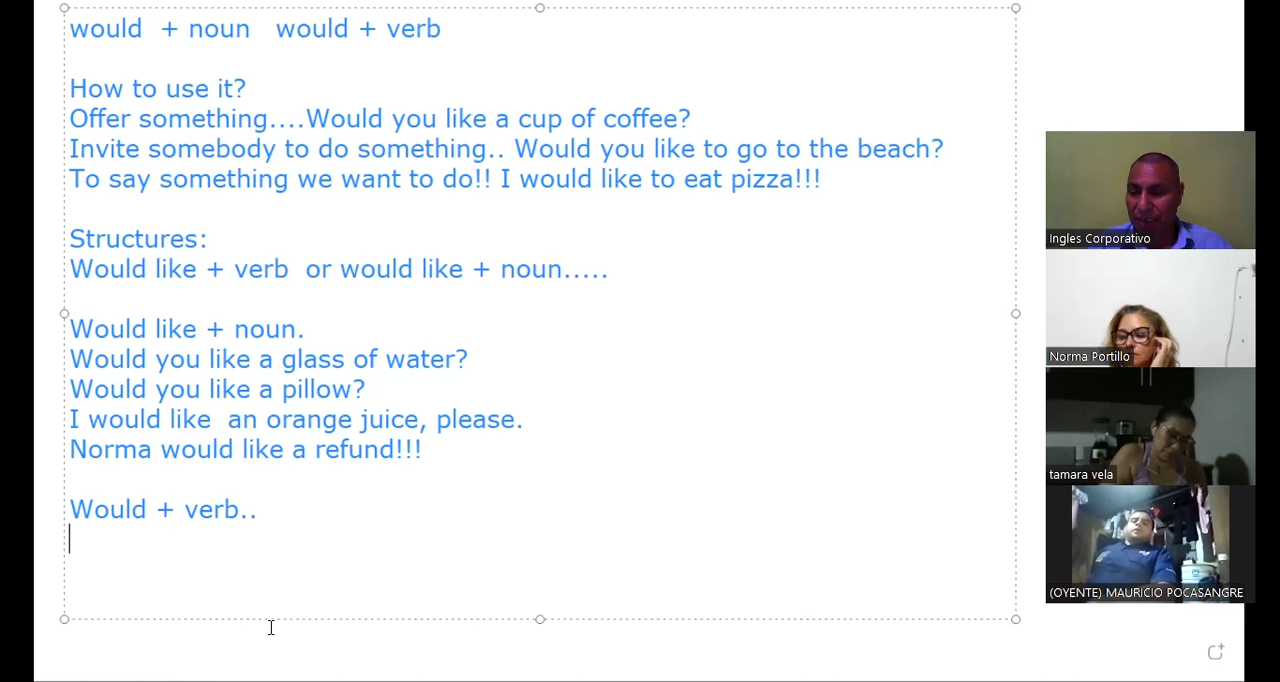 would + noun would + verb
How to use it?
Offer something....Would you like a cup of coffee?
Invite somebody to do something.. Would you like to go to the beach?
To say something we want to do!! I would like to eat pizza!!!
Structures:
Would like + verb or would like + noun.....
Would like + noun.
Would you like a glass of water?
Would you like a pillow?
I would like an orange juice, please.
Norma would like a refund!!!
Would + verb..
Ingles Corporativo
Norma Portillo
tamara vela
(OYENTE) MAURICIO POCASANGRE